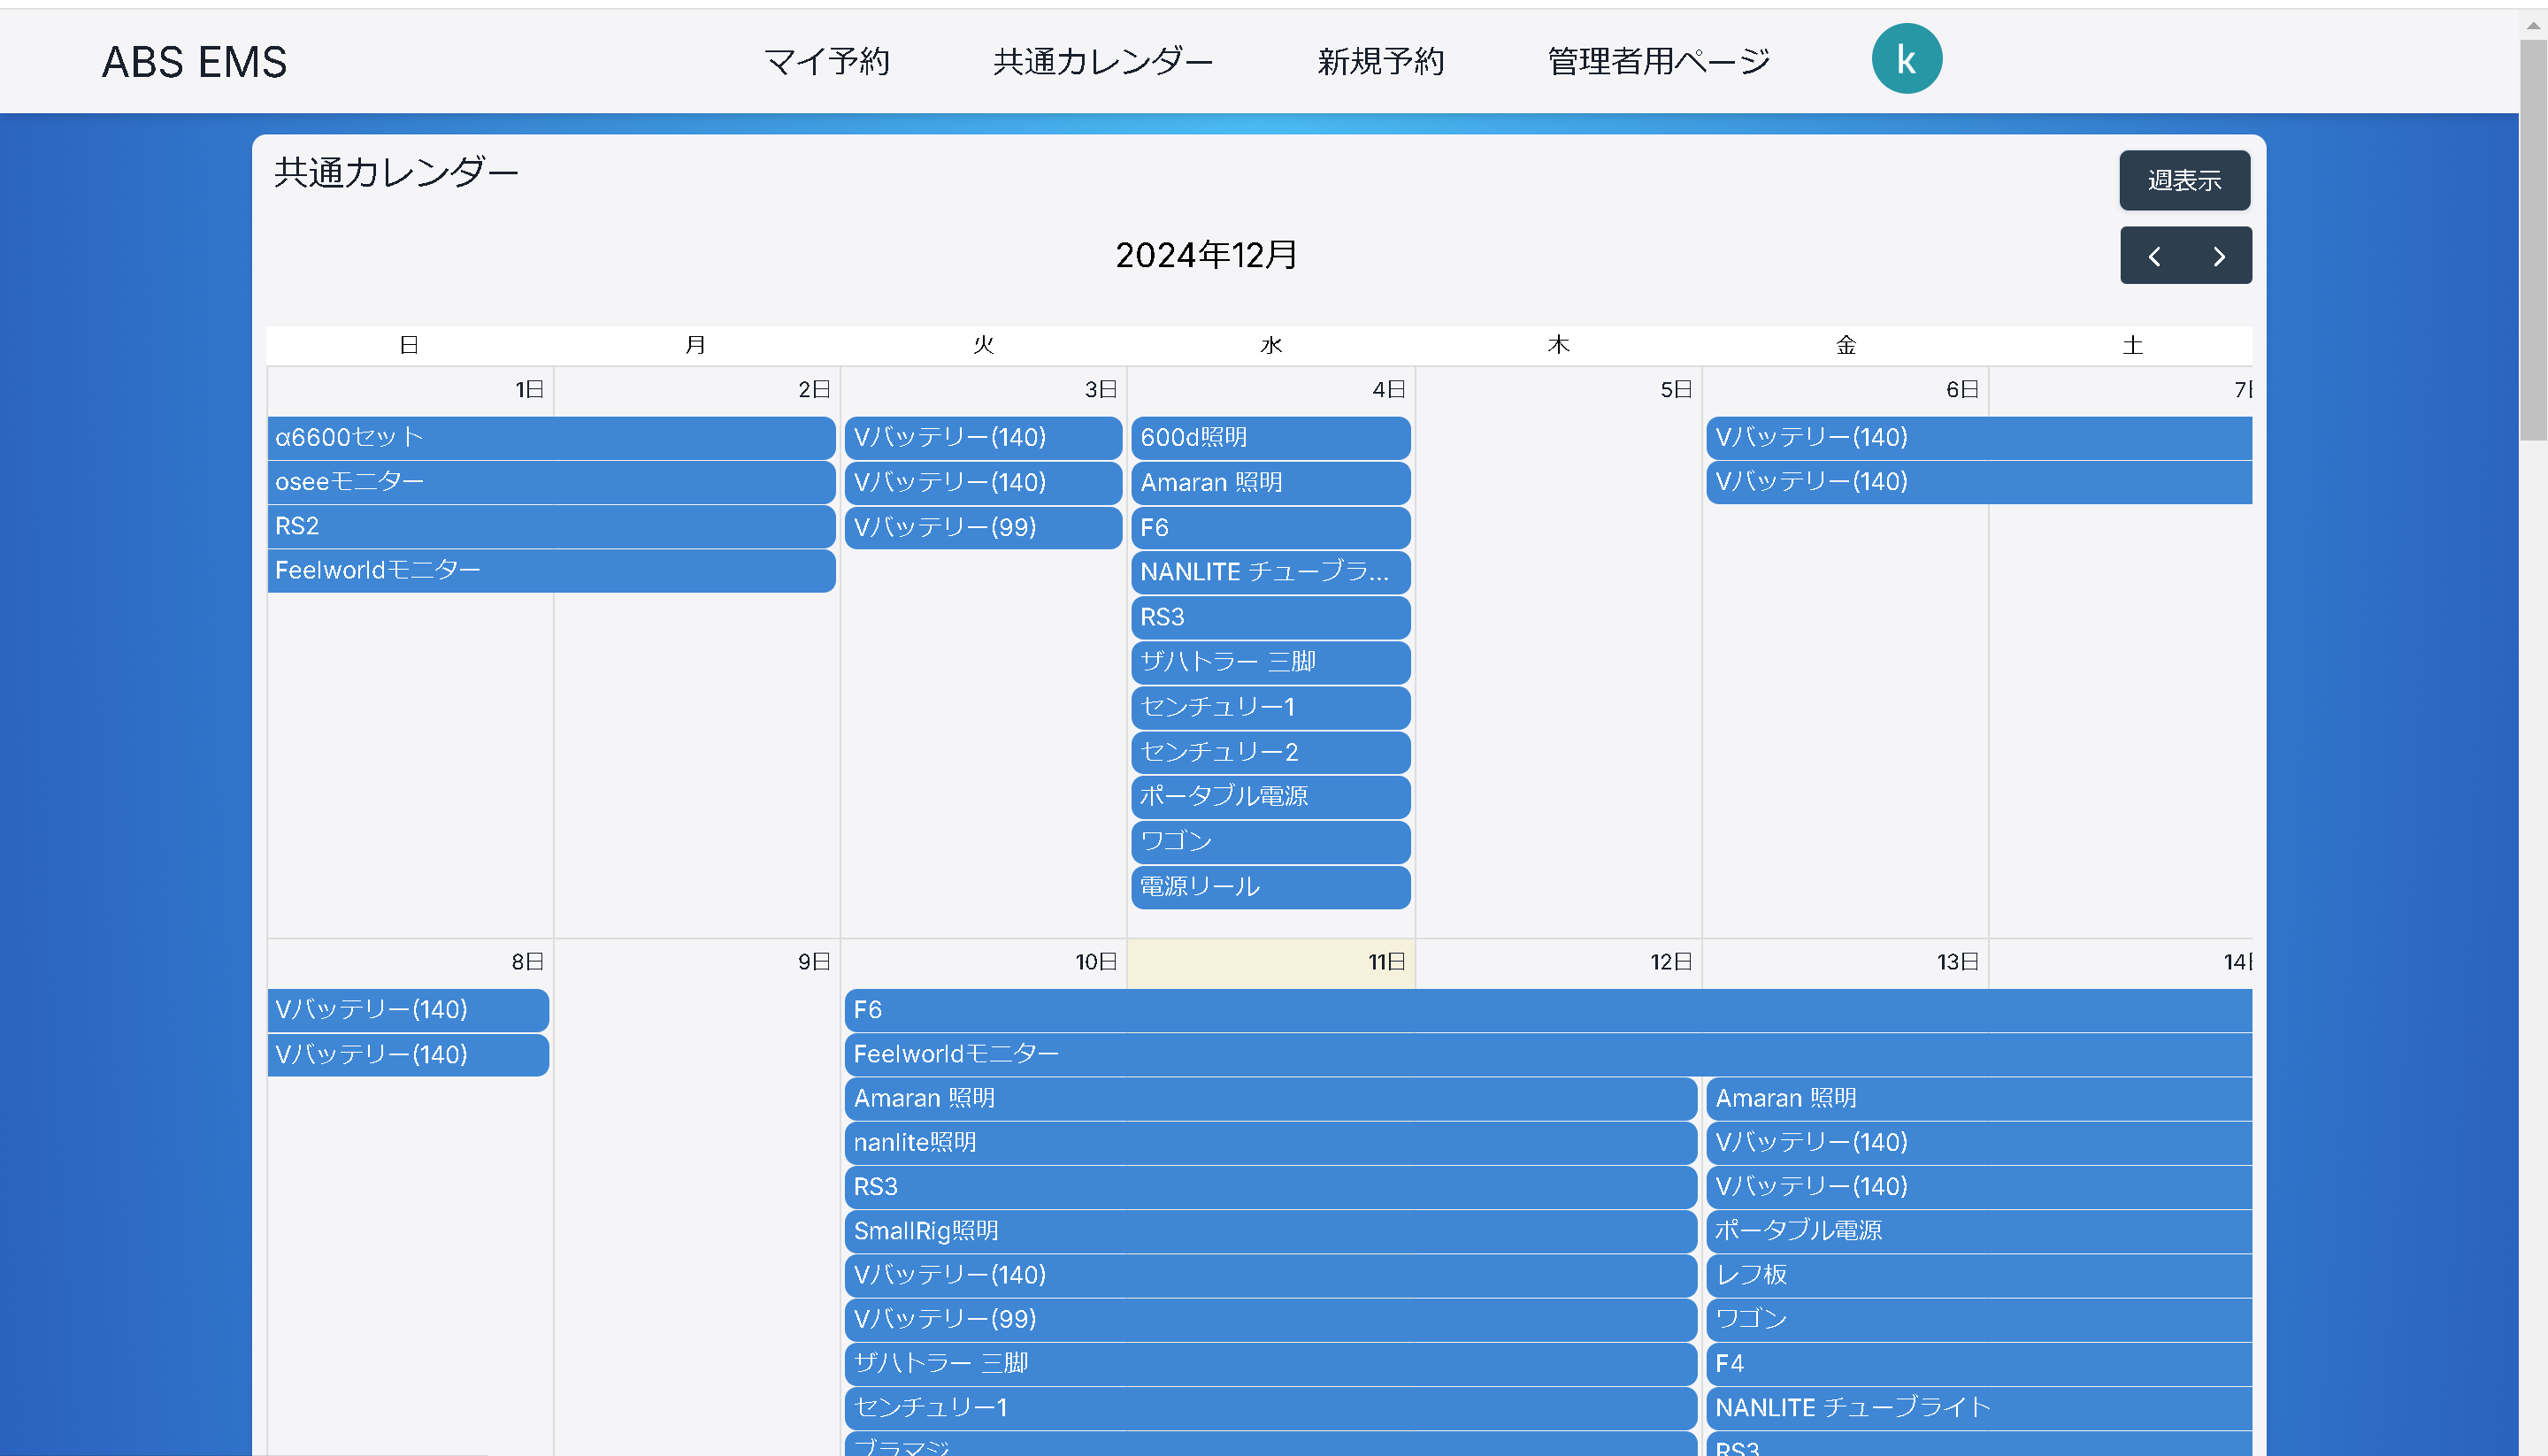 ABS EMS
マイ予約
共通カレンダー
新規予約
管理者用ページ
k
共通カレンダー
週表示
2024年12月
日 月 火 水 木 金 土
1日 2日 3日 4日 5日 6日 7日
α6600セット
oseeモニター
RS2
Feelworldモニター
Vバッテリー(140)
Vバッテリー(140)
Vバッテリー(99)
600d照明
Amaran 照明
F6
NANLITE チューブラ...
RS3
ザハトラー 三脚
センチュリー1
センチュリー2
ポータブル電源
ワゴン
電源リール
Vバッテリー(140)
Vバッテリー(140)
8日 9日 10日 11日 12日 13日 14日
Vバッテリー(140)
Vバッテリー(140)
F6
Feelworldモニター
Amaran 照明
nanlite照明
RS3
SmallRig照明
Vバッテリー(140)
Vバッテリー(99)
ザハトラー 三脚
センチュリー1
ブラマジ
Amaran 照明
Vバッテリー(140)
Vバッテリー(140)
ポータブル電源
レフ板
ワゴン
F4
NANLITE チューブライト
RS3